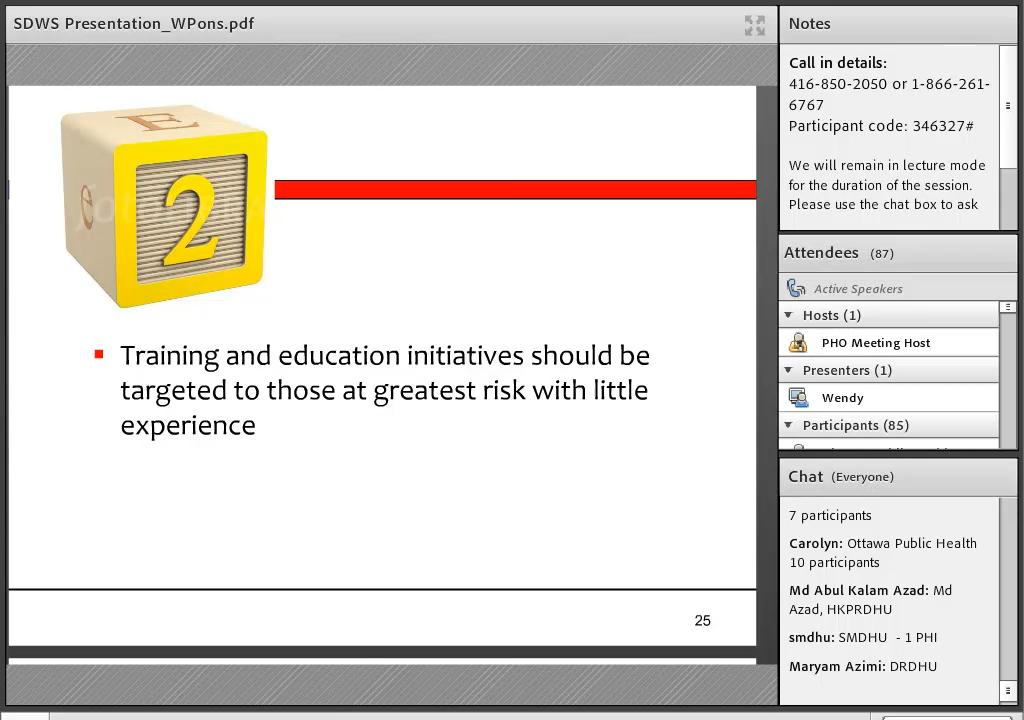 SDWS Presentation_WPons.pdf
E
e
2
Training and education initiatives should be
targeted to those at greatest risk with little
experience
25
Notes
Call in details:
416-850-2050 or 1-866-261-
6767
Participant code: 346327#
We will remain in lecture mode
for the duration of the session.
Please use the chat box to ask
Attendees (87)
Active Speakers
Hosts (1)
PHO Meeting Host
Presenters (1)
Wendy
Participants (85)
Chat (Everyone)
7 participants
Carolyn: Ottawa Public Health
10 participants
Md Abul Kalam Azad: Md
Azad, HKPRDHU
smdhu: SMDHU - 1 PHI
Maryam Azimi: DRDHU